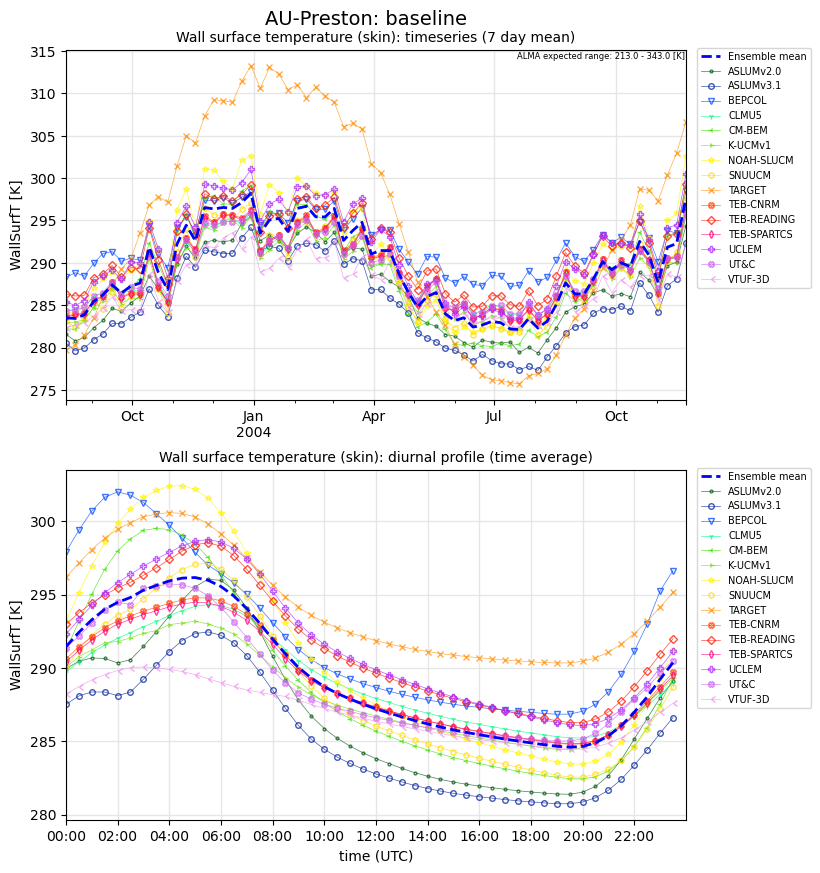 AU-Preston: baseline
Wall surface temperature (skin): timeseries (7 day mean)
ALMA expected range: 213.0 - 343.0 [K]
WallSurfT [K]
315
310
305
300
295
290
285
280
275
Oct
Jan
2004
Apr
Jul
Oct
Ensemble mean
ASLUMv2.0
ASLUMv3.1
BEPCOL
CLMU5
CM-BEM
K-UCMv1
NOAH-SLUCM
SNUUCM
TARGET
TEB-CNRM
TEB-READING
TEB-SPARTCS
UCLEM
UT&C
VTUF-3D
Wall surface temperature (skin): diurnal profile (time average)
WallSurfT [K]
300
295
290
285
280
00:00
02:00
04:00
06:00
08:00
10:00
12:00
14:00
16:00
18:00
20:00
22:00
time (UTC)
Ensemble mean
ASLUMv2.0
ASLUMv3.1
BEPCOL
CLMU5
CM-BEM
K-UCMv1
NOAH-SLUCM
SNUUCM
TARGET
TEB-CNRM
TEB-READING
TEB-SPARTCS
UCLEM
UT&C
VTUF-3D